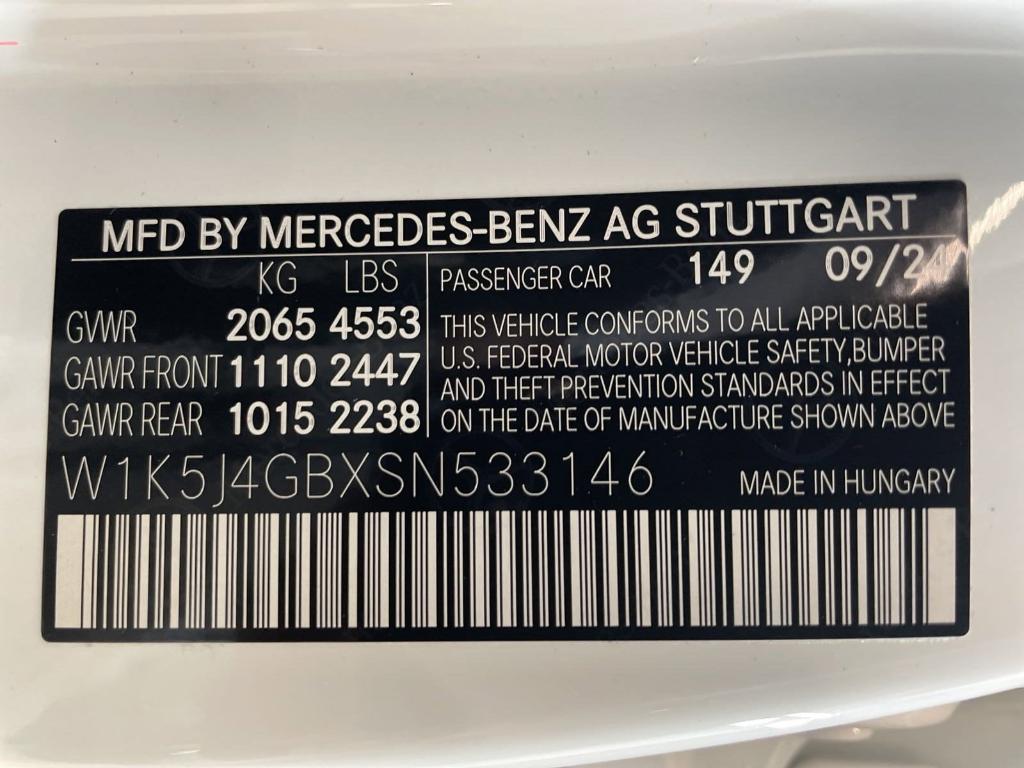 MFD BY MERCEDES-BENZ AG STUTTGART
KG LBS
GVWR 2065 4553
GAWR FRONT 1110 2447
GAWR REAR 1015 2238
PASSENGER CAR 149 09/24
THIS VEHICLE CONFORMS TO ALL APPLICABLE
U.S. FEDERAL MOTOR VEHICLE SAFETY,BUMPER
AND THEFT PREVENTION STANDARDS IN EFFECT
ON THE DATE OF MANUFACTURE SHOWN ABOVE
W1K5J4GBXSN533146 MADE IN HUNGARY